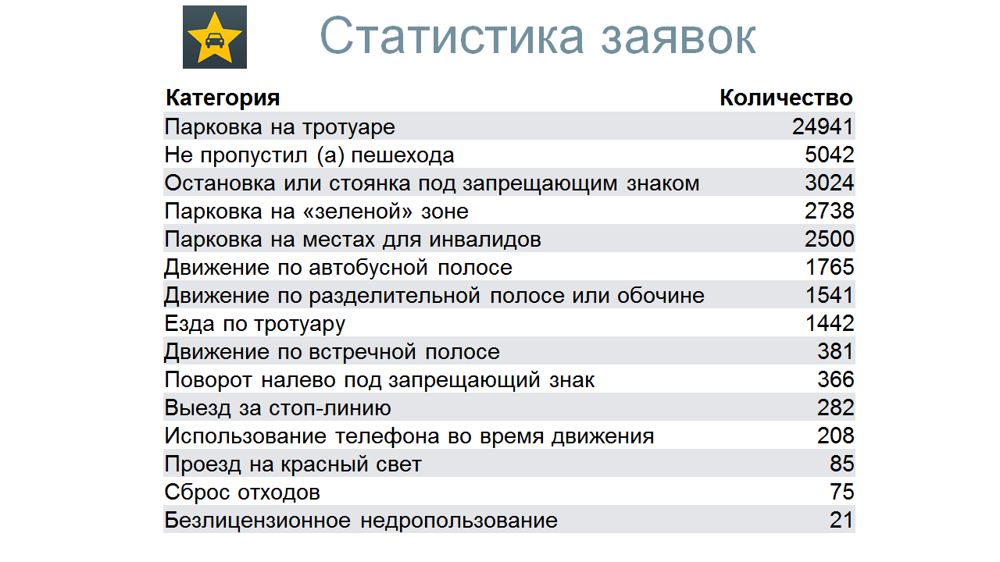 Статистика заявок
Категория Количество
Парковка на тротуаре 24941
Не пропустил (а) пешехода 5042
Остановка или стоянка под запрещающим знаком 3024
Парковка на «зеленой» зоне 2738
Парковка на местах для инвалидов 2500
Движение по автобусной полосе 1765
Движение по разделительной полосе или обочине 1541
Езда по тротуару 1442
Движение по встречной полосе 381
Поворот налево под запрещающий знак 366
Выезд за стоп-линию 282
Использование телефона во время движения 208
Проезд на красный свет 85
Сброс отходов 75
Безлицензионное недропользование 21